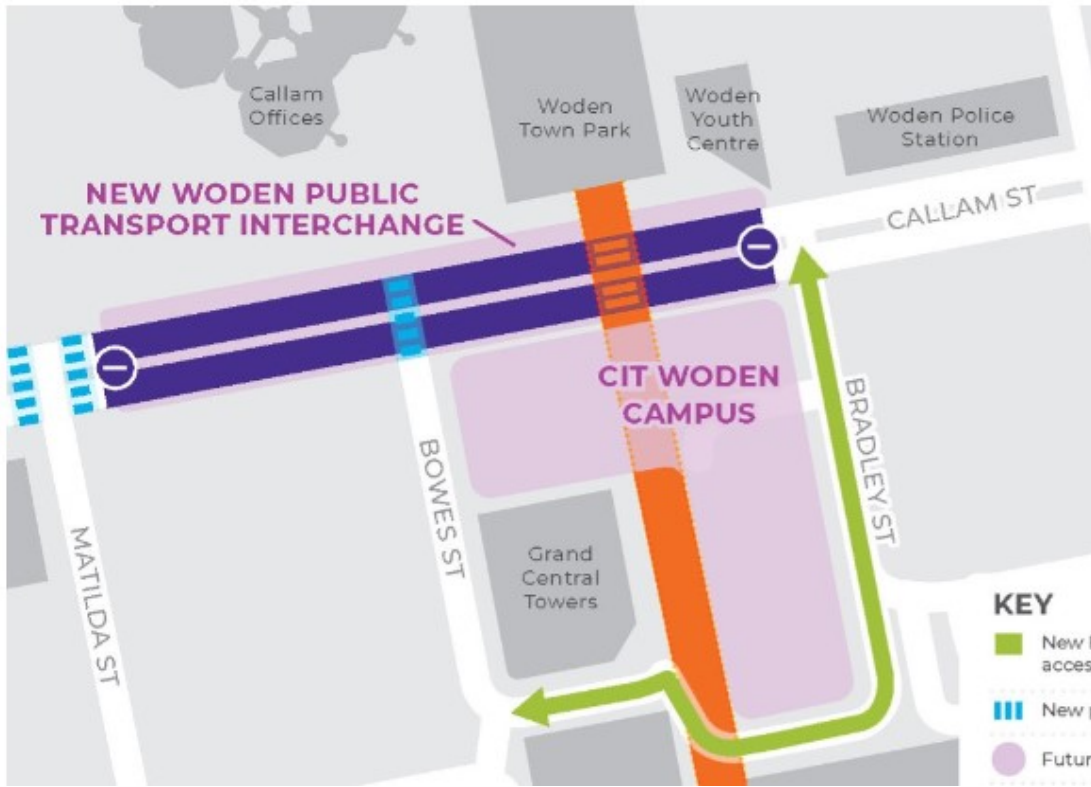 Callam
Offices
Woden
Town Park
Woden
Youth
Centre
Woden Police
Station
NEW WODEN PUBLIC
TRANSPORT INTERCHANGE
CALLAM ST
CIT WODEN
CAMPUS
BRADLEY ST
BOWES ST
MATILDA ST
Grand
Central
Towers
KEY
New
acces
New
Futur